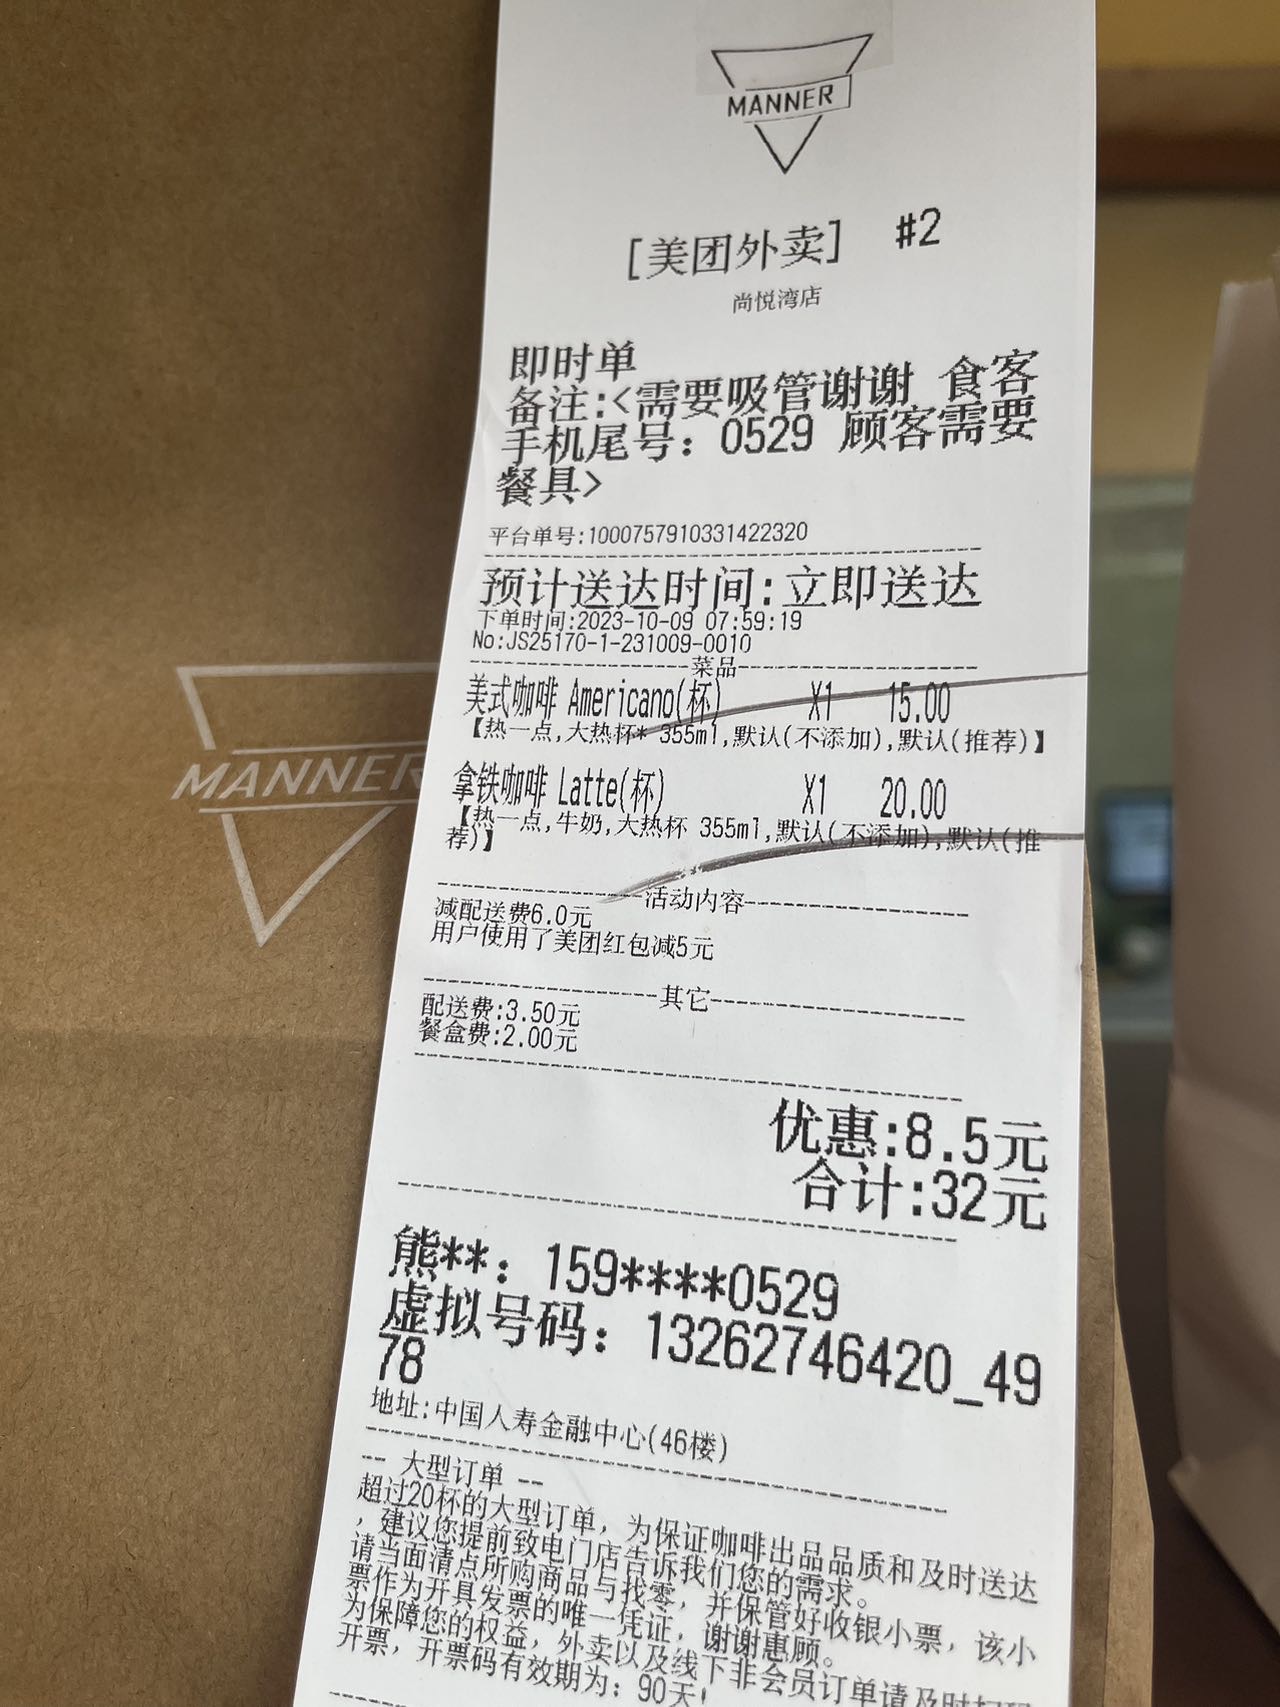 MANNER
[美团外卖] #2
尚悦湾店
即时单
备注:<需要吸管谢谢 食客
手机尾号: 0529 顾客需要
餐具>
平台单号:1000757910331422320
预计送达时间:立即送达
下单时间:2023-10-09 07:59:19
No:JS25170-1-231009-0010
菜品
美式咖啡 Americano(杯) X1 15.00
【热一点,大热杯* 355ml,默认(不添加),默认(推荐)】
拿铁咖啡 Latte(杯) X1 20.00
【热一点,牛奶,大热杯 355ml,默认(不添加),默认(推
荐)】
活动内容
减配送费6.0元
用户使用了美团红包减5元
其它
配送费:3.50元
餐盒费:2.00元
优惠:8.5元
合计:32元
熊**: 159****0529
虚拟号码: 13262746420_49
78
地址:中国人寿金融中心(46楼)
-- 大型订单 --
超过20杯的大型订单, 为保证咖啡出品品质和及时送达
, 建议您提前致电门店告诉我们您的需求。
请当面清点所购商品与找零, 并保管好收银小票, 该小
票作为开具发票的唯一凭证, 谢谢惠顾。
为保障您的权益, 外卖以及线下非会员订单请及时扫码
开票, 开票码有效期为: 90天!
MANNER